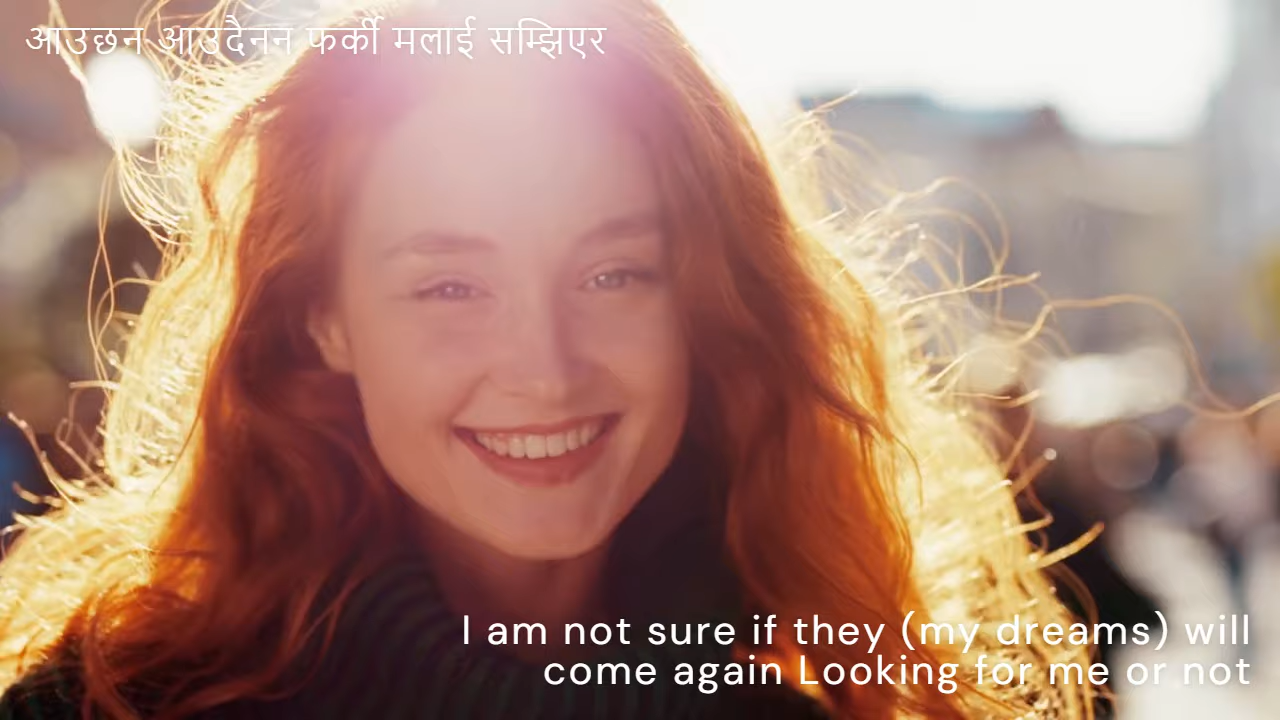 आउछन आउदैनन फर्की मलाई सम्झिएर
I am not sure if they (my dreams) will
come again Looking for me or not